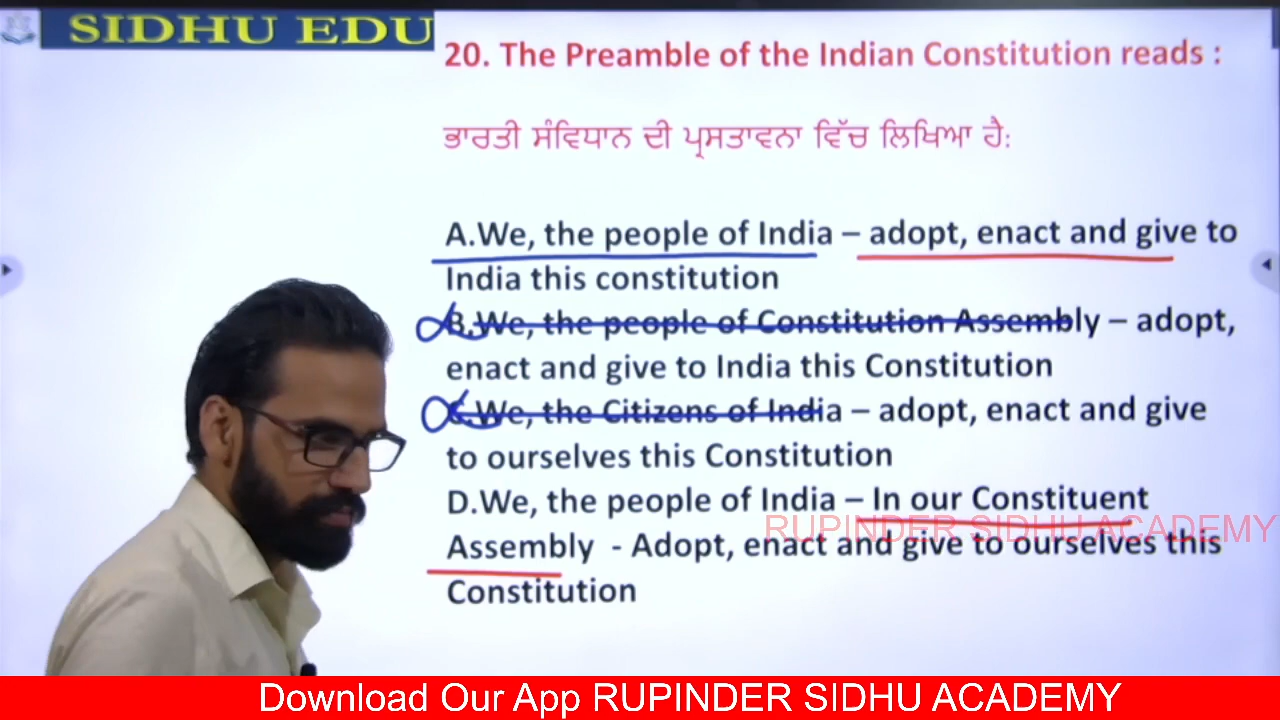 SIDHU EDU
20. The Preamble of the Indian Constitution reads :
ਭਾਰਤੀ ਸੰਵਿਧਾਨ ਦੀ ਪ੍ਰਸਤਾਵਨਾ ਵਿੱਚ ਲਿਖਿਆ ਹੈ:
A.We, the people of India – adopt, enact and give to
India this constitution
B.We, the people of Constitution Assembly – adopt,
enact and give to India this Constitution
C.We, the Citizens of India – adopt, enact and give
to ourselves this Constitution
D.We, the people of India – In our Constituent
RUPINDER SIDHU ACADEMY
Assembly - Adopt, enact and give to ourselves this
Constitution
Download Our App RUPINDER SIDHU ACADEMY